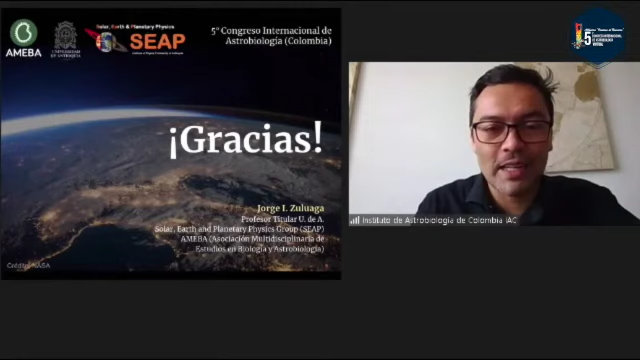 AMEBA
UNIVERSIDAD
DE ANTIOQUIA
Solar, Earth & Planetary Physics
SEAP
5° Congreso Internacional de
Astrobiología (Colombia)
5°
¡Gracias!
Jorge I. Zuluaga
Profesor Titular U. de A.
Solar, Earth and Planetary Physics Group (SEAP)
AMEBA (Asociación Multidisciplinaria de
Estudios en Biología y Astrobiología)
Crédito: NASA
Instituto de Astrobiología de Colombia IAC